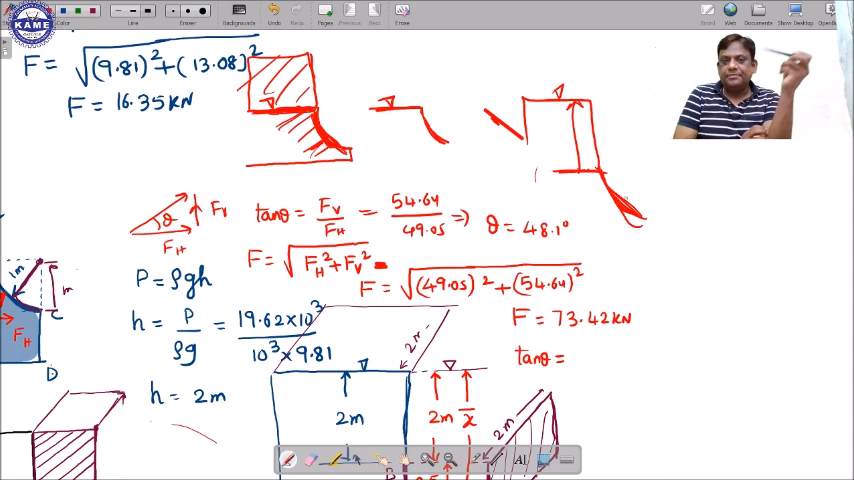 Color
Line
Eraser
Backgrounds
Undo
Redo
Pages
Previous
Next
Erase
Board
Web
Documents
Show Desktop
KAME
F = √(9.81)² + (13.08)²
F = 16.35 KN
θ
FV
FH
tanθ = FV/FH = 54.64/49.05 => θ = 48.1°
F = √FH² + FV²
F = √(49.05)² + (54.64)²
F = 73.42 KN
tanθ =
P = ρgh
h = P/ρg = 19.62×10³/10³×9.81
h = 2m
1m
m
C
FH
D
2m
2m
2m
x̄
2m
AI